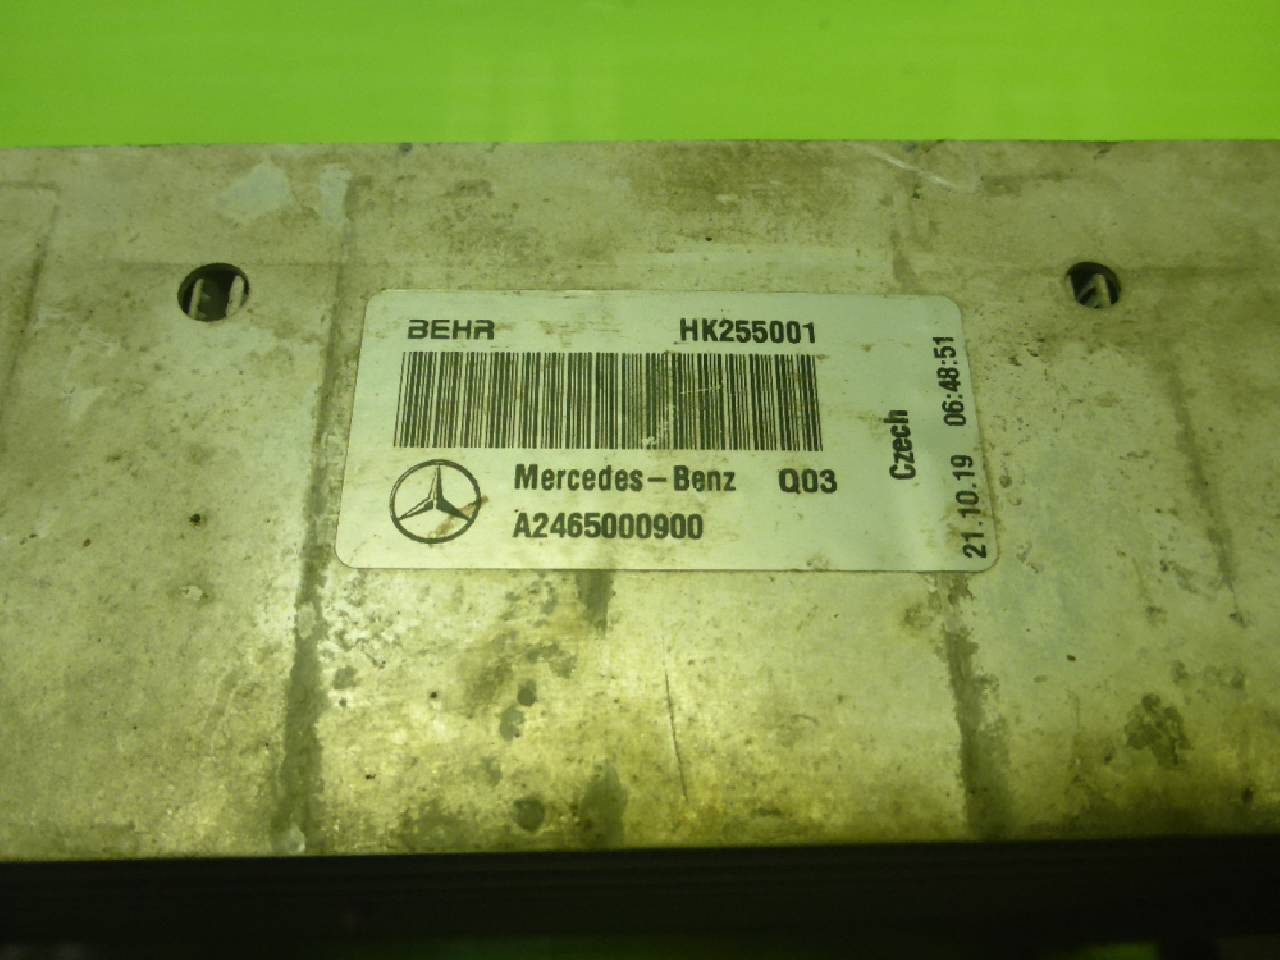 BEHR HK255001
Mercedes-Benz Q03
A2465000900
Czech
21.10.19 06:48:51